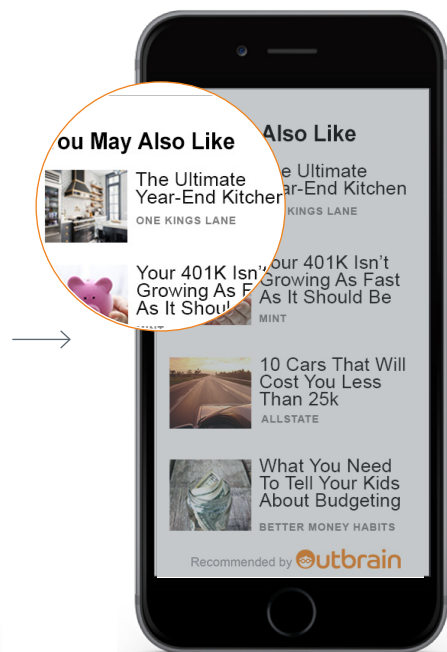 ou May Also Like
The Ultimate
Year-End Kitchen
ONE KINGS LANE
Your 401K Isn'
Growing As F
As It Shoul
MINT
Also Like
e Ultimate
ar-End Kitchen
KINGS LANE
our 401K Isn't
Growing As Fast
As It Should Be
MINT
10 Cars That Will
Cost You Less
Than 25k
ALLSTATE
What You Need
To Tell Your Kids
About Budgeting
BETTER MONEY HABITS
Recommended by Outbrain